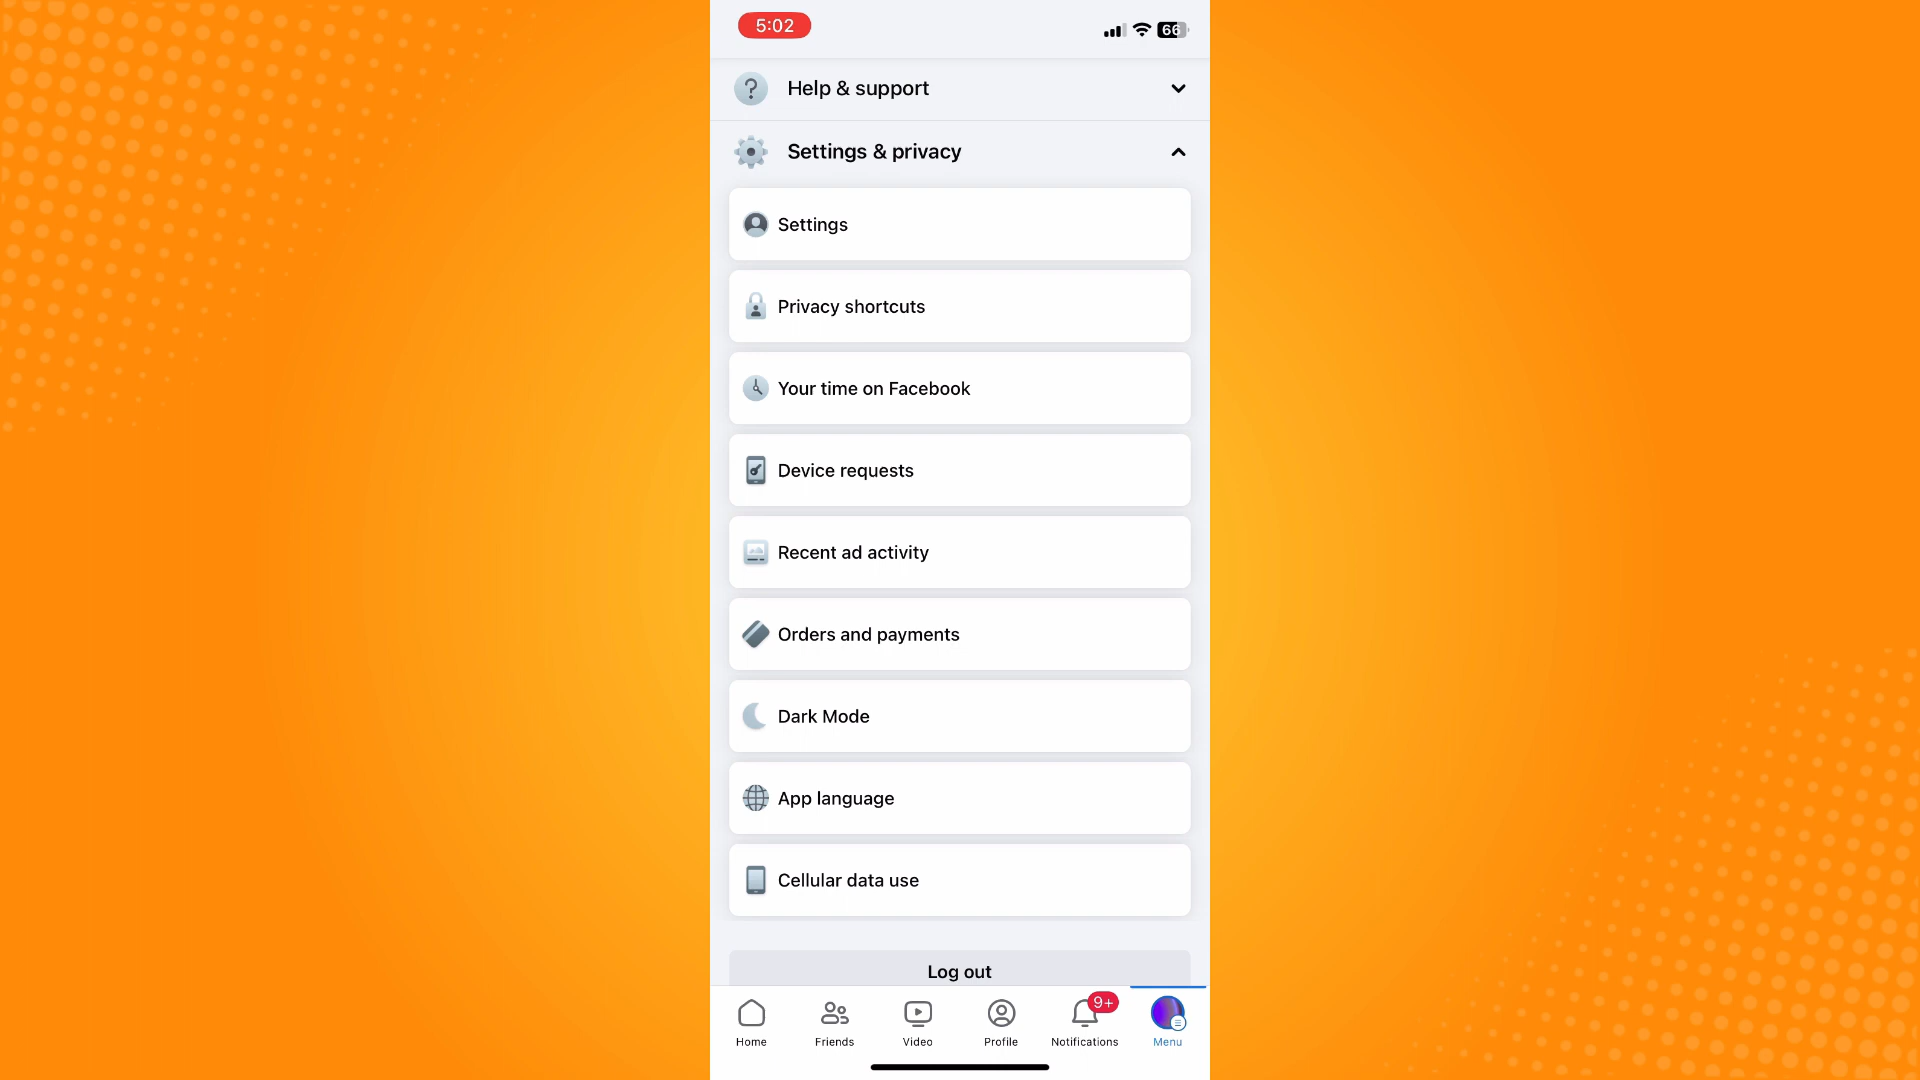 5:02
66
Help & support
Settings & privacy
Settings
Privacy shortcuts
Your time on Facebook
Device requests
Recent ad activity
Orders and payments
Dark Mode
App language
Cellular data use
Log out
9+
Home Friends Video Profile Notifications Menu